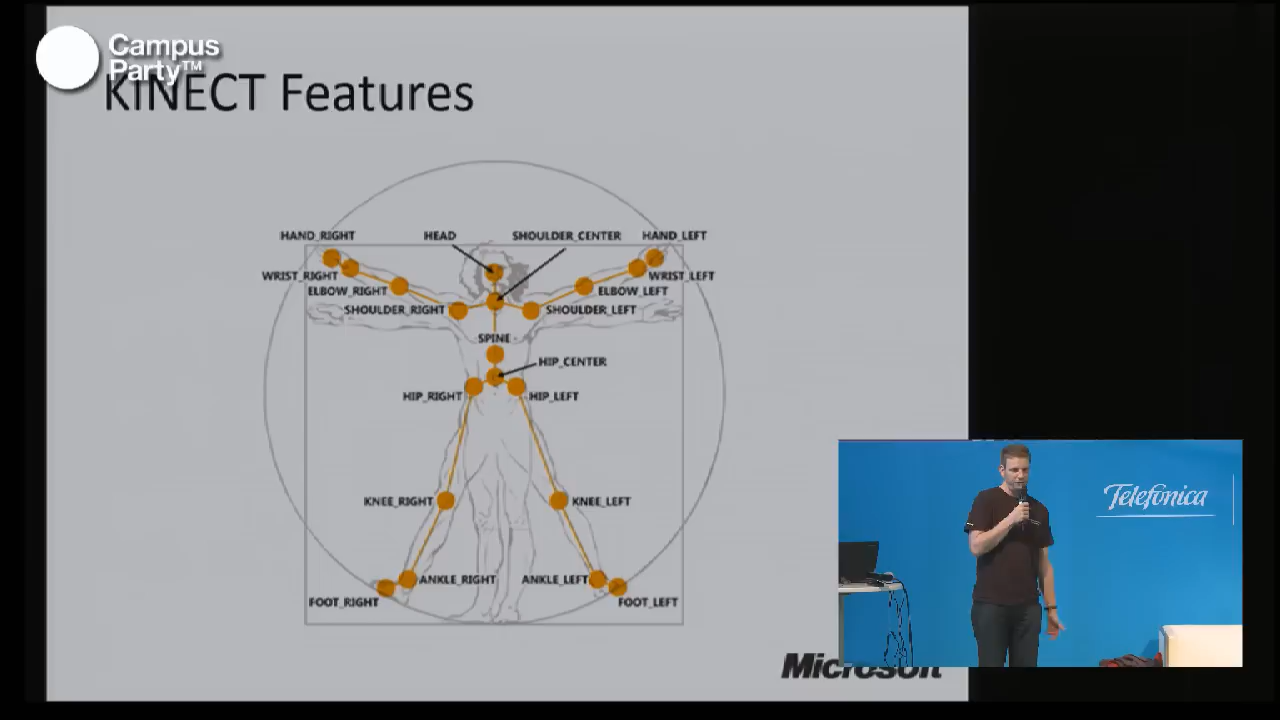 Campus
Party™
KINECT Features
HAND_RIGHT
HEAD
SHOULDER_CENTER
HAND_LEFT
WRIST_RIGHT
WRIST_LEFT
ELBOW_RIGHT
ELBOW_LEFT
SHOULDER_RIGHT
SHOULDER_LEFT
SPINE
HIP_CENTER
HIP_RIGHT
HIP_LEFT
KNEE_RIGHT
KNEE_LEFT
ANKLE_RIGHT
ANKLE_LEFT
FOOT_RIGHT
FOOT_LEFT
Telefónica
Microsoft